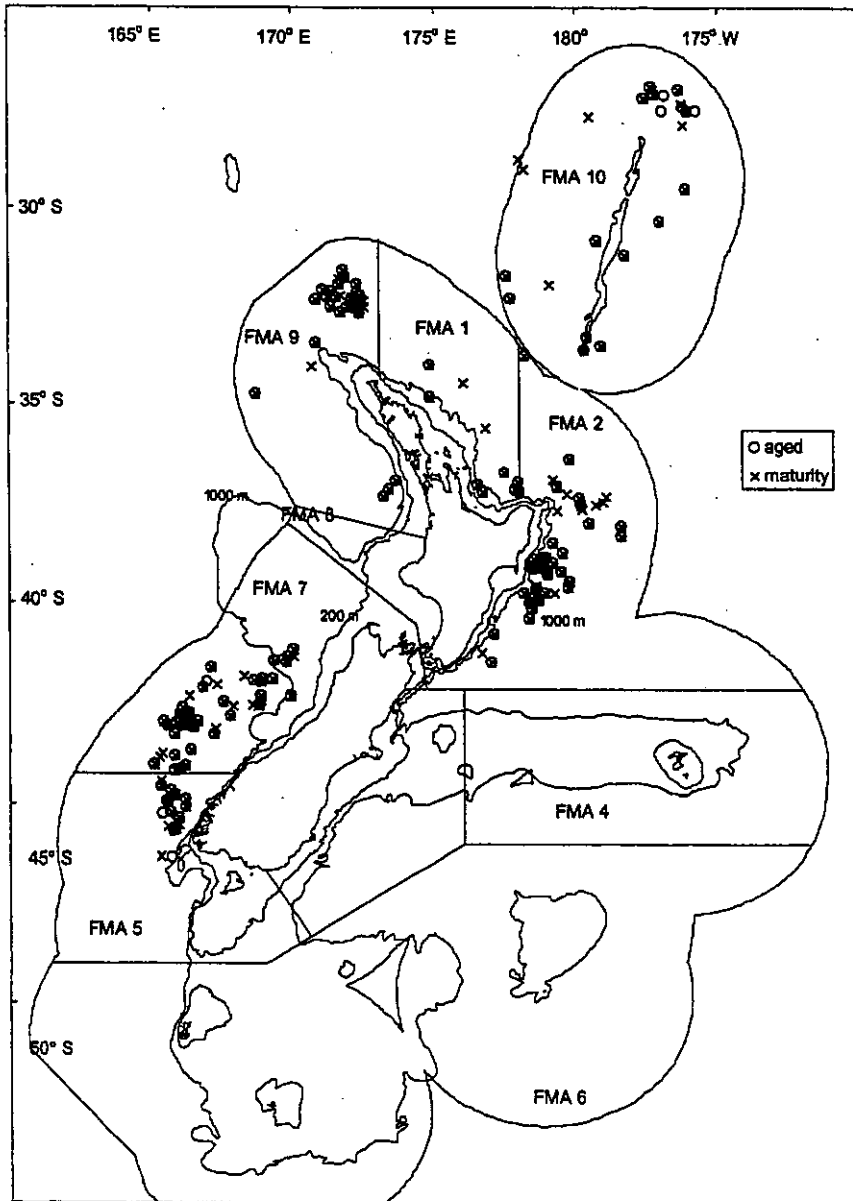 165° E
170° E
175° E
180°
175° W
FMA 10
30° S
FMA 9
FMA 1
35° S
FMA 2
aged
maturity
1000 m
FMA 8
FMA 7
40° S
200 m
1000 m
FMA 4
45° S
FMA 5
50° S
FMA 6